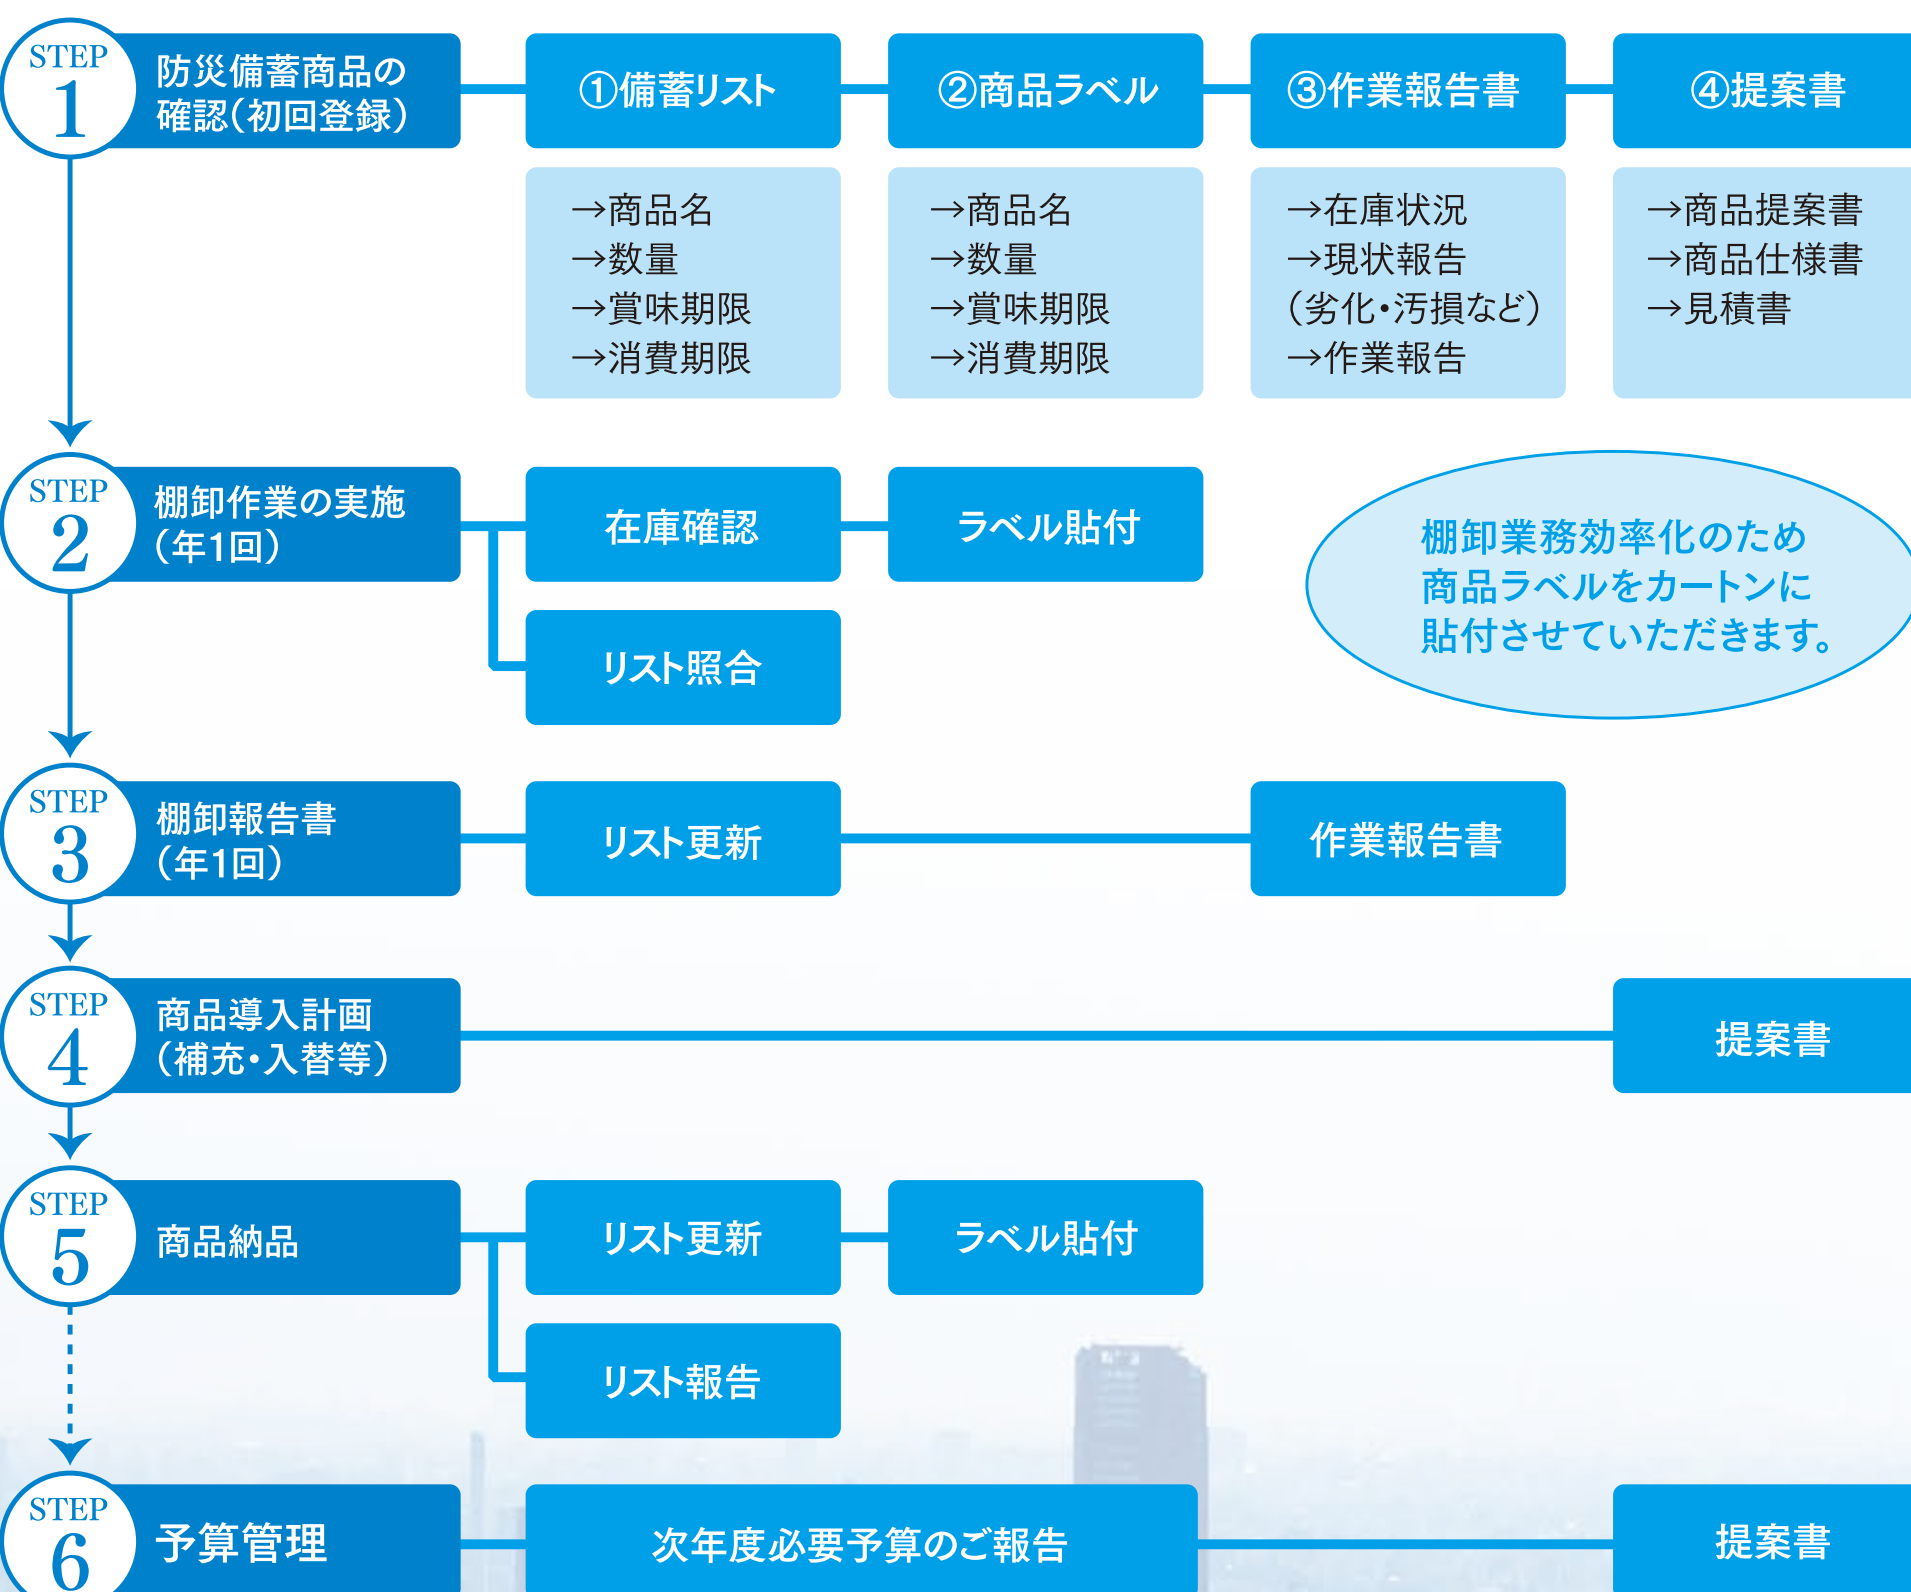 STEP
1
防災備蓄商品の
確認(初回登録)
①備蓄リスト
②商品ラベル
③作業報告書
④提案書
→商品名
→数量
→賞味期限
→消費期限
→商品名
→数量
→賞味期限
→消費期限
→在庫状況
→現状報告
(劣化・汚損など)
→作業報告
→商品提案書
→商品仕様書
→見積書
STEP
2
棚卸作業の実施
(年1回)
在庫確認
ラベル貼付
リスト照合
棚卸業務効率化のため
商品ラベルをカートンに
貼付させていただきます。
STEP
3
棚卸報告書
(年1回)
リスト更新
作業報告書
STEP
4
商品導入計画
(補充・入替等)
提案書
STEP
5
商品納品
リスト更新
ラベル貼付
リスト報告
STEP
6
予算管理
次年度必要予算のご報告
提案書